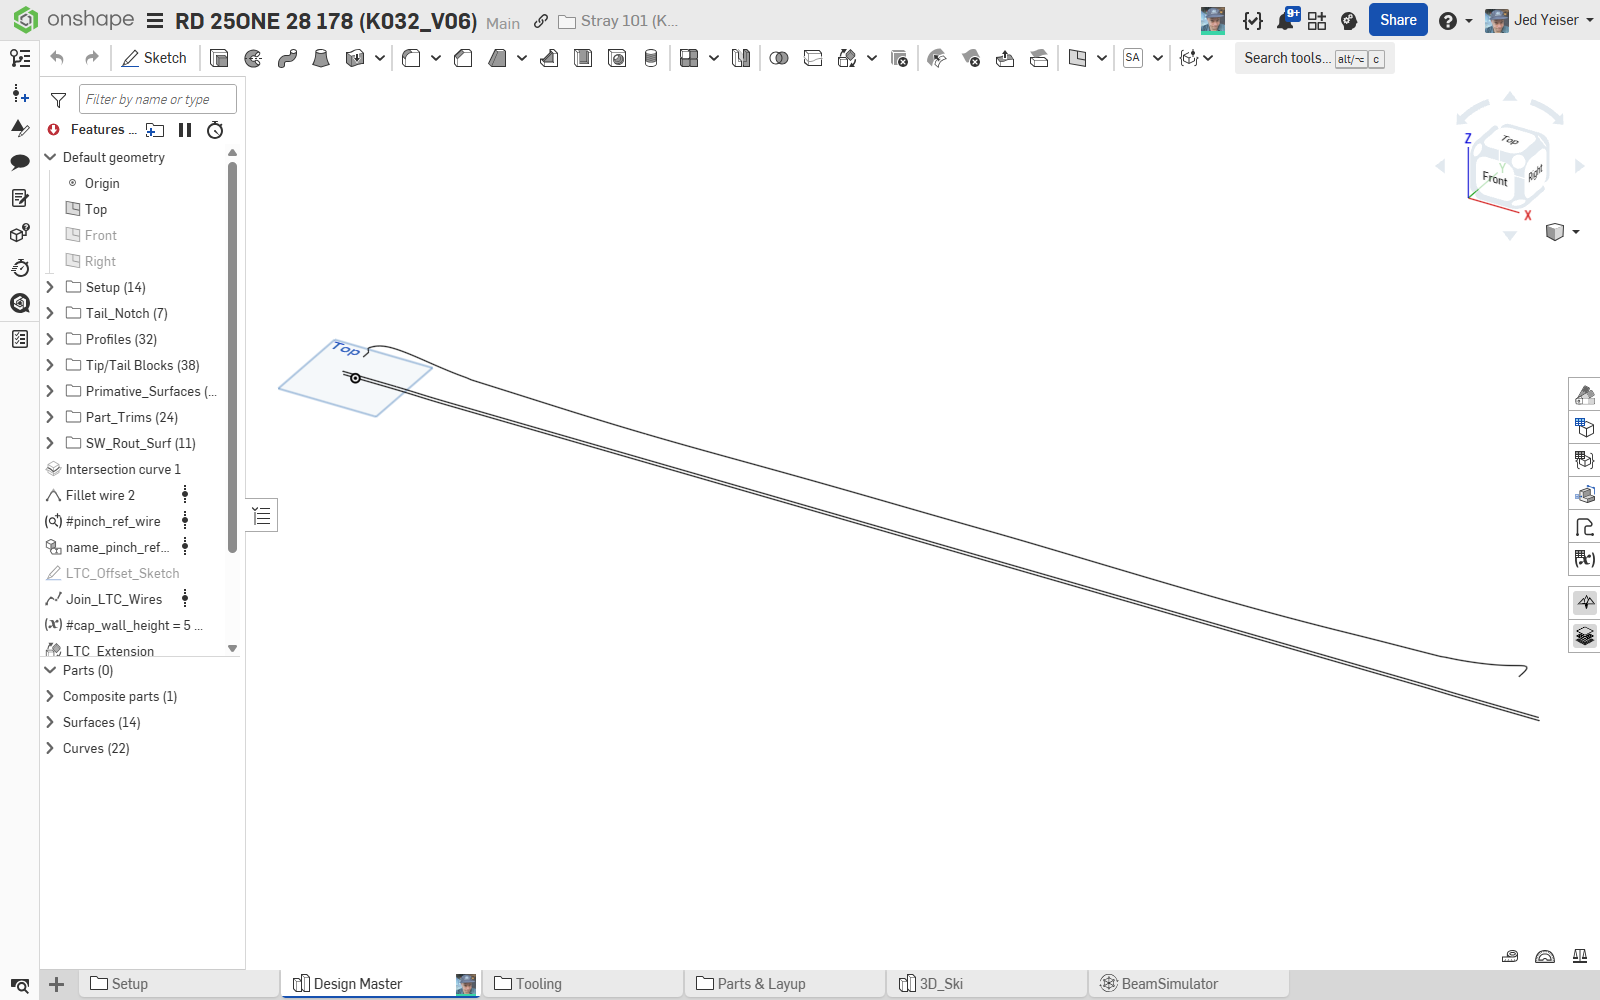 onshape
RD 25ONE 28 178 (K032_V06) Main Stray 101 (K...
9+
Share
Jed Yeiser
Sketch
SA
Search tools... alt/⌥ c
Filter by name or type
Features ...
Default geometry
Origin
Top
Front
Right
Setup (14)
Tail_Notch (7)
Profiles (32)
Tip/Tail Blocks (38)
Primative_Surfaces (...
Part_Trims (24)
SW_Rout_Surf (11)
Intersection curve 1
Fillet wire 2
#pinch_ref_wire
name_pinch_ref...
LTC_Offset_Sketch
Join_LTC_Wires
(x) #cap_wall_height = 5 ...
LTC_Extension
Parts (0)
Composite parts (1)
Surfaces (14)
Curves (22)
Top
Z
Top
Y
Front
Right
X
Setup
Design Master
Tooling
Parts & Layup
3D_Ski
BeamSimulator